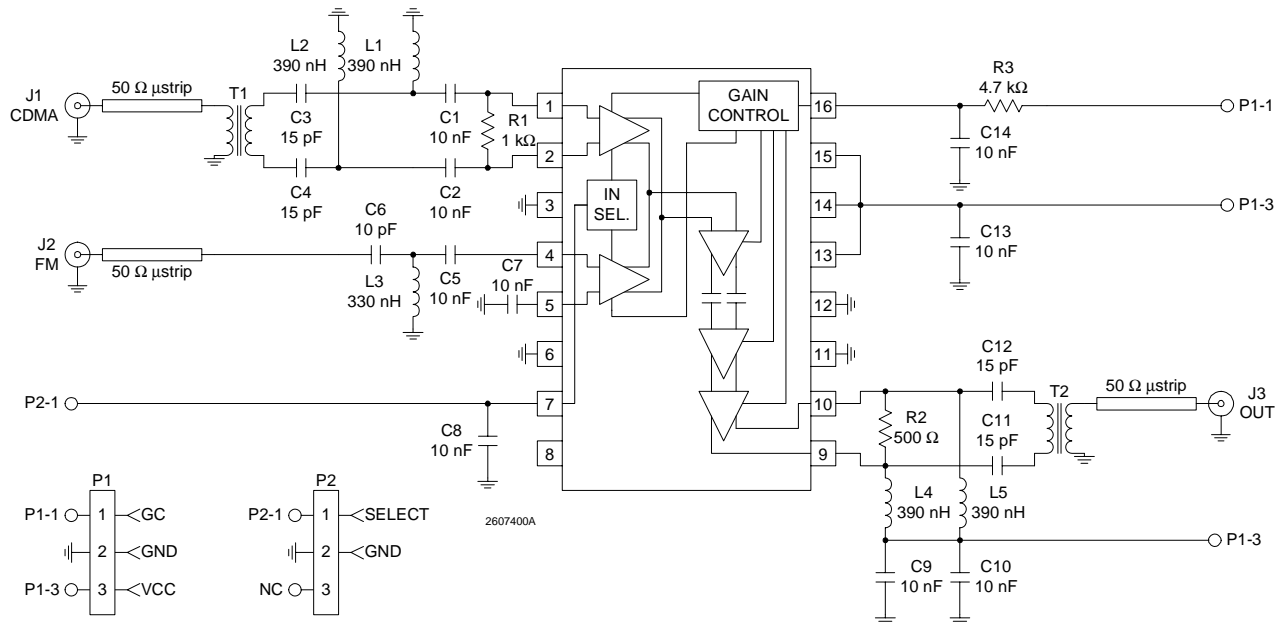 J1
CDMA
50 Ω µstrip
T1
L2
390 nH
L1
390 nH
C3
15 pF
C4
15 pF
C1
10 nF
R1
1 kΩ
C2
10 nF
J2
FM
50 Ω µstrip
C6
10 pF
L3
330 nH
C5
10 nF
C7
10 nF
P2-1
C8
10 nF
1
2
3
4
5
6
7
8
IN
SEL.
GAIN
CONTROL
16
15
14
13
12
11
10
9
R3
4.7 kΩ
P1-1
C14
10 nF
P1-3
C13
10 nF
C12
15 pF
C11
15 pF
R2
500 Ω
T2
50 Ω µstrip
J3
OUT
L4
390 nH
L5
390 nH
P1-3
C9
10 nF
C10
10 nF
P1
P1-1
1
GC
2
GND
P1-3
3
VCC
P2
P2-1
1
SELECT
2
GND
NC
3
2607400A